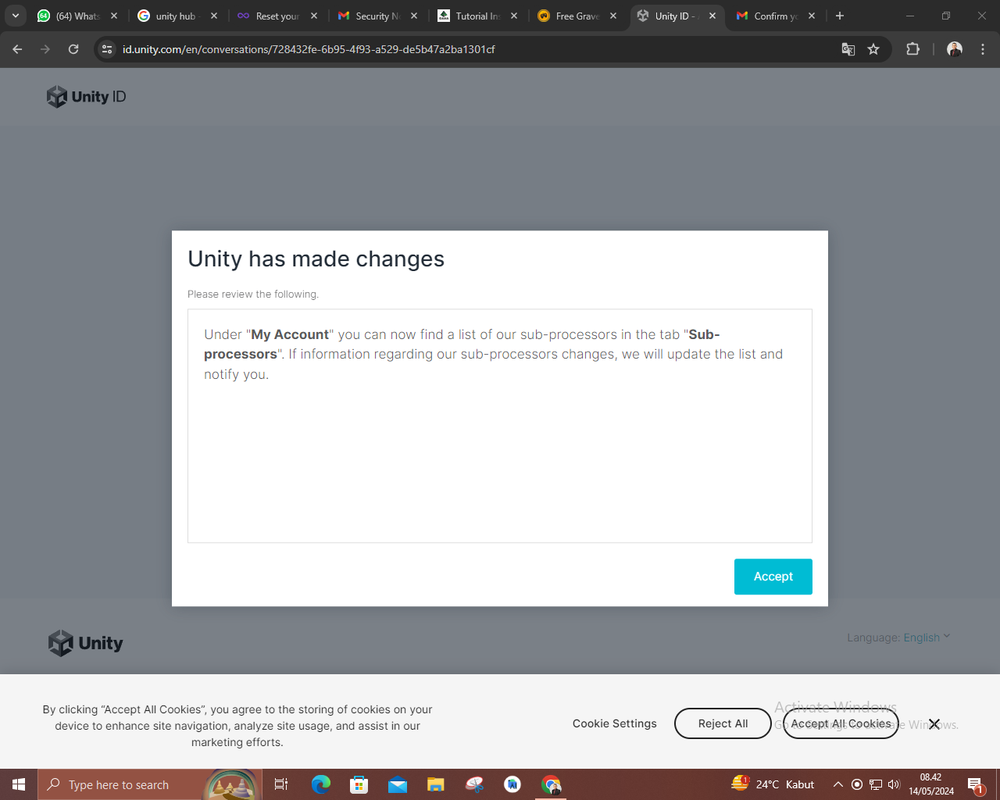 (64) Whats
unity hub
Reset your
Security N
Tutorial In
Free Grave
Unity ID -
Confirm yo
id.unity.com/en/conversations/728432fe-6b95-4f93-a529-de5b47a2ba1301cf
Unity ID
Unity has made changes
Please review the following.
Under "My Account" you can now find a list of our sub-processors in the tab "Sub-
processors". If information regarding our sub-processors changes, we will update the list and
notify you.
Accept
Unity
Language: English
By clicking “Accept All Cookies”, you agree to the storing of cookies on your
device to enhance site navigation, analyze site usage, and assist in our
marketing efforts.
Cookie Settings
Reject All
Accept All Cookies
Activate Windows
Go to Settings to activate Windows.
Type here to search
1
24°C Kabut
08.42
14/05/2024
1